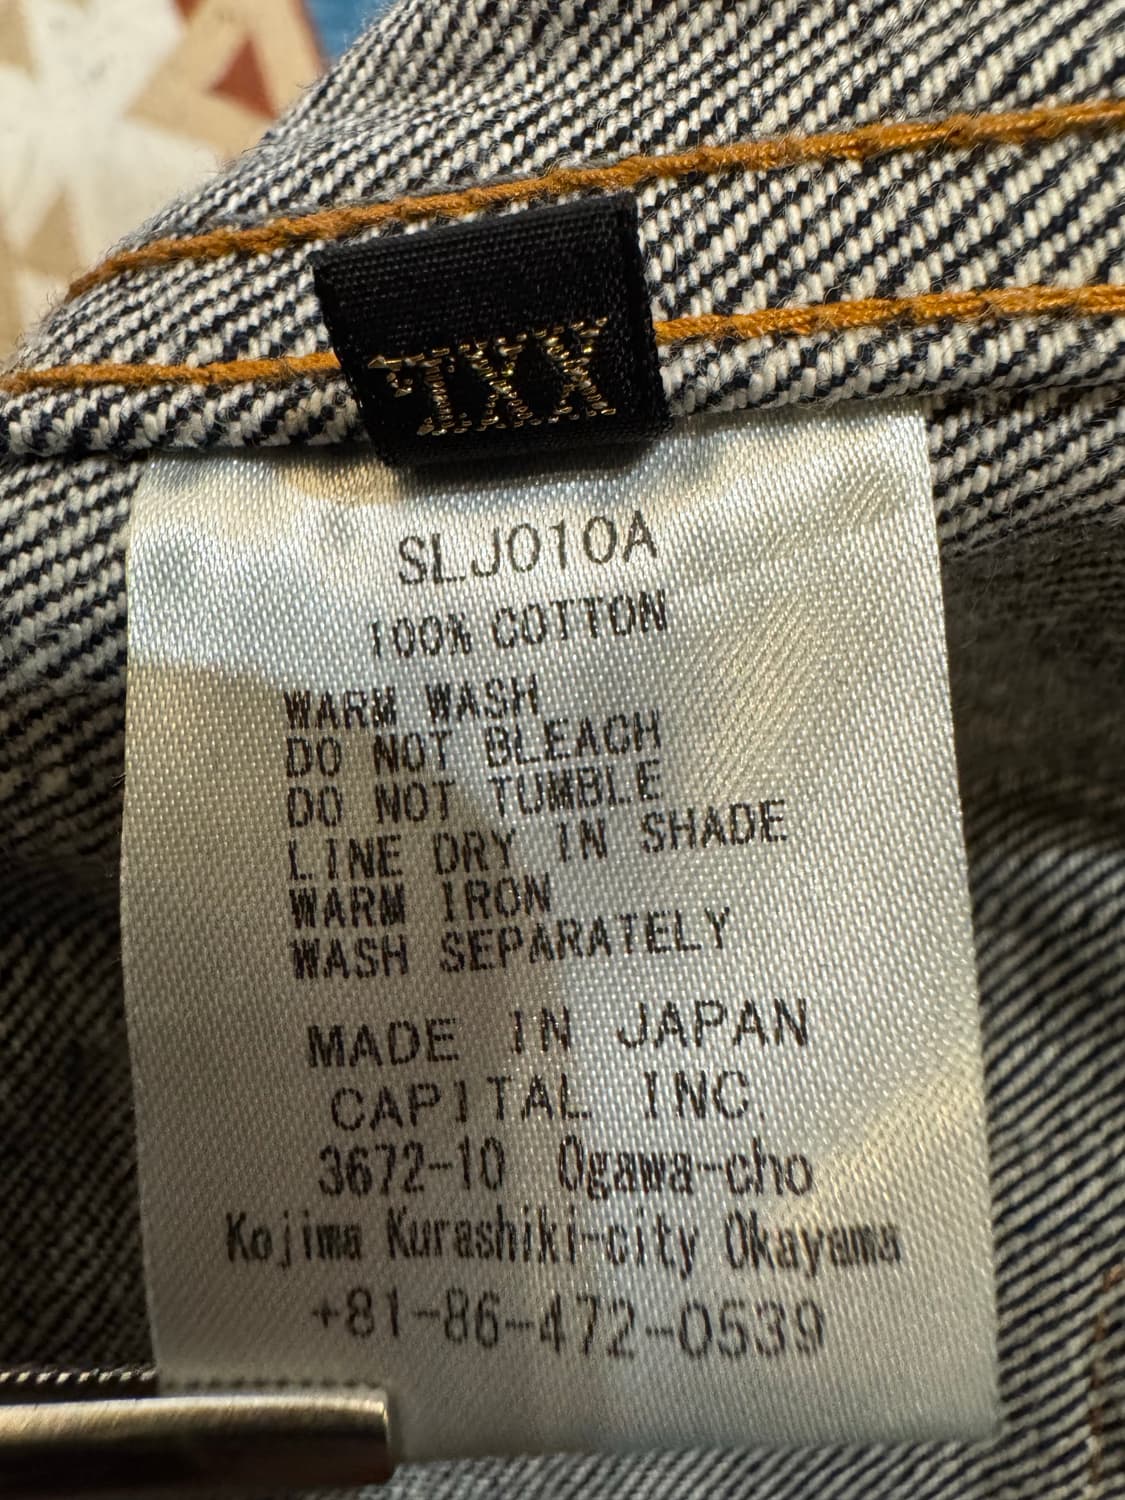 XXL
SLJ010A
100% COTTON
WARM WASH
DO NOT BLEACH
DO NOT TUMBLE
LINE DRY IN SHADE
WARM IRON
WASH SEPARATELY
MADE IN JAPAN
CAPITAL INC.
3672-10 Ogawa-cho
Kojima Kurashiki-city Okayama
+81-86-472-0539